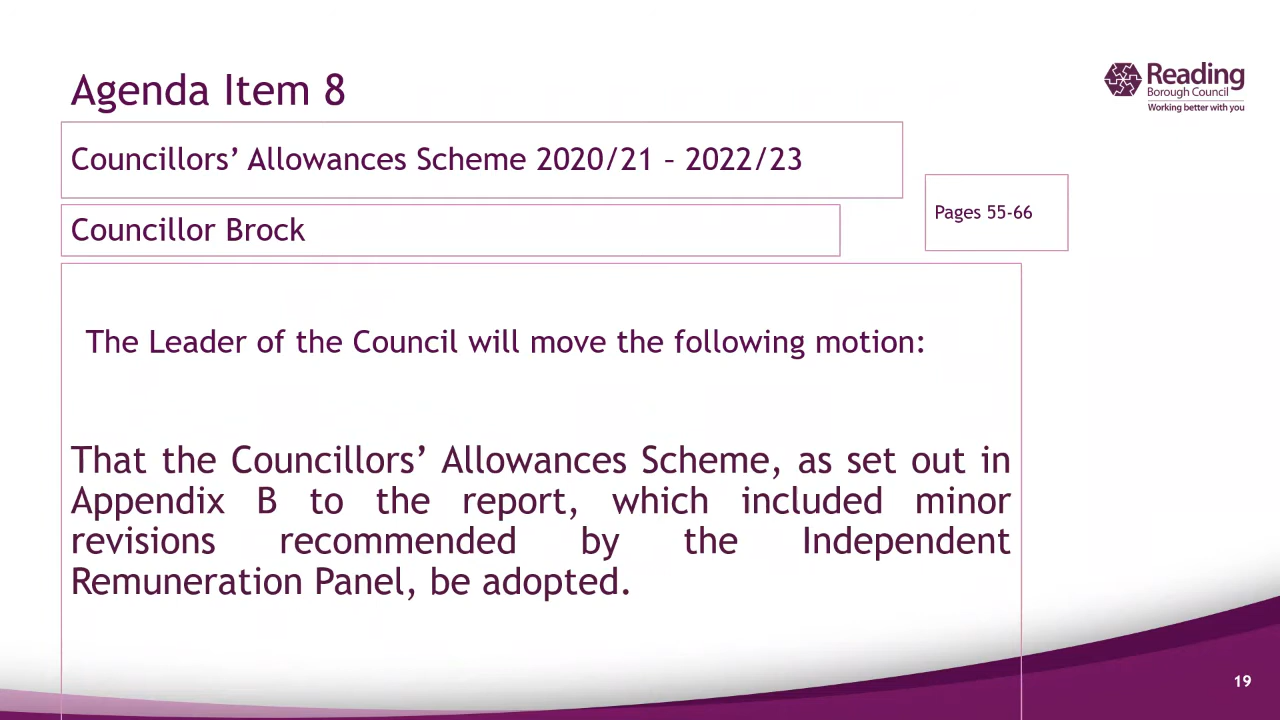 Agenda Item 8
Reading
Borough Council
Working better with you
Councillors’ Allowances Scheme 2020/21 – 2022/23
Pages 55-66
Councillor Brock
The Leader of the Council will move the following motion:
That the Councillors’ Allowances Scheme, as set out in
Appendix B to the report, which included minor
revisions recommended by the Independent
Remuneration Panel, be adopted.
19